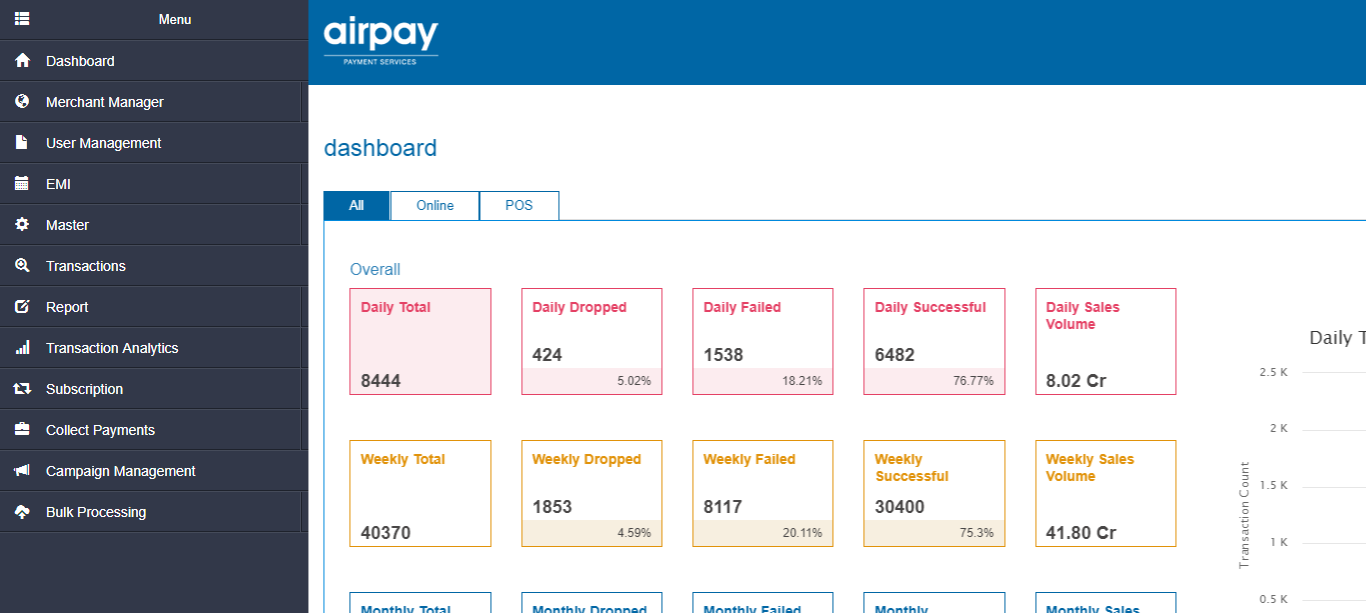 Menu
Dashboard
Merchant Manager
User Management
EMI
Master
Transactions
Report
Transaction Analytics
Subscription
Collect Payments
Campaign Management
Bulk Processing
airpay
PAYMENT SERVICES
dashboard
All Online POS
Overall
Daily Total
8444
Daily Dropped
424
5.02%
Daily Failed
1538
18.21%
Daily Successful
6482
76.77%
Daily Sales
Volume
8.02 Cr
Weekly Total
40370
Weekly Dropped
1853
4.59%
Weekly Failed
8117
20.11%
Weekly
Successful
30400
75.3%
Weekly Sales
Volume
41.80 Cr
Monthly Total
Monthly Dropped
Monthly Failed
Monthly
Monthly Sales
Daily T
Transaction Count
2.5 K
2 K
1.5 K
1 K
0.5 K